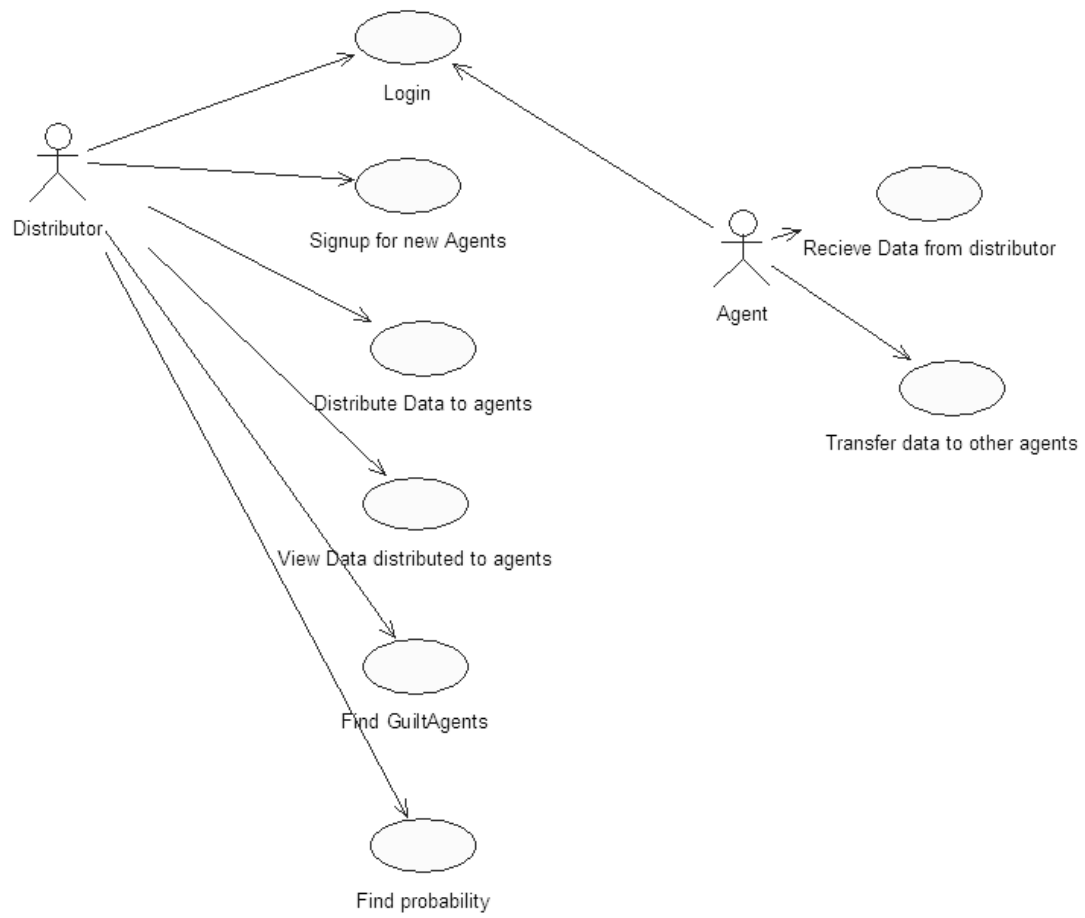 Login
Distributor
Signup for new Agents
Recieve Data from distributor
Agent
Distribute Data to agents
Transfer data to other agents
View Data distributed to agents
Find GuiltAgents
Find probability